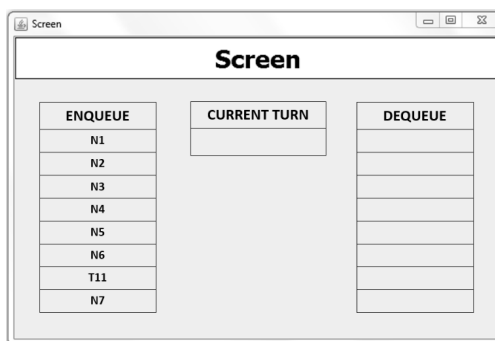 Screen
Screen
ENQUEUE
N1
N2
N3
N4
N5
N6
T11
N7
CURRENT TURN
DEQUEUE